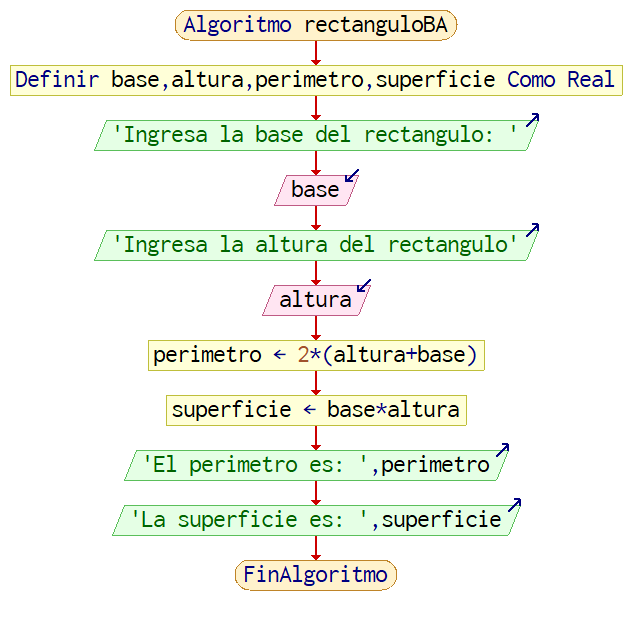 Algoritmo rectanguloBA
Definir base,altura,perimetro,superficie Como Real
'Ingresa la base del rectangulo: '
base
'Ingresa la altura del rectangulo'
altura
perimetro ← 2*(altura+base)
superficie ← base*altura
'El perimetro es: ',perimetro
'La superficie es: ',superficie
FinAlgoritmo